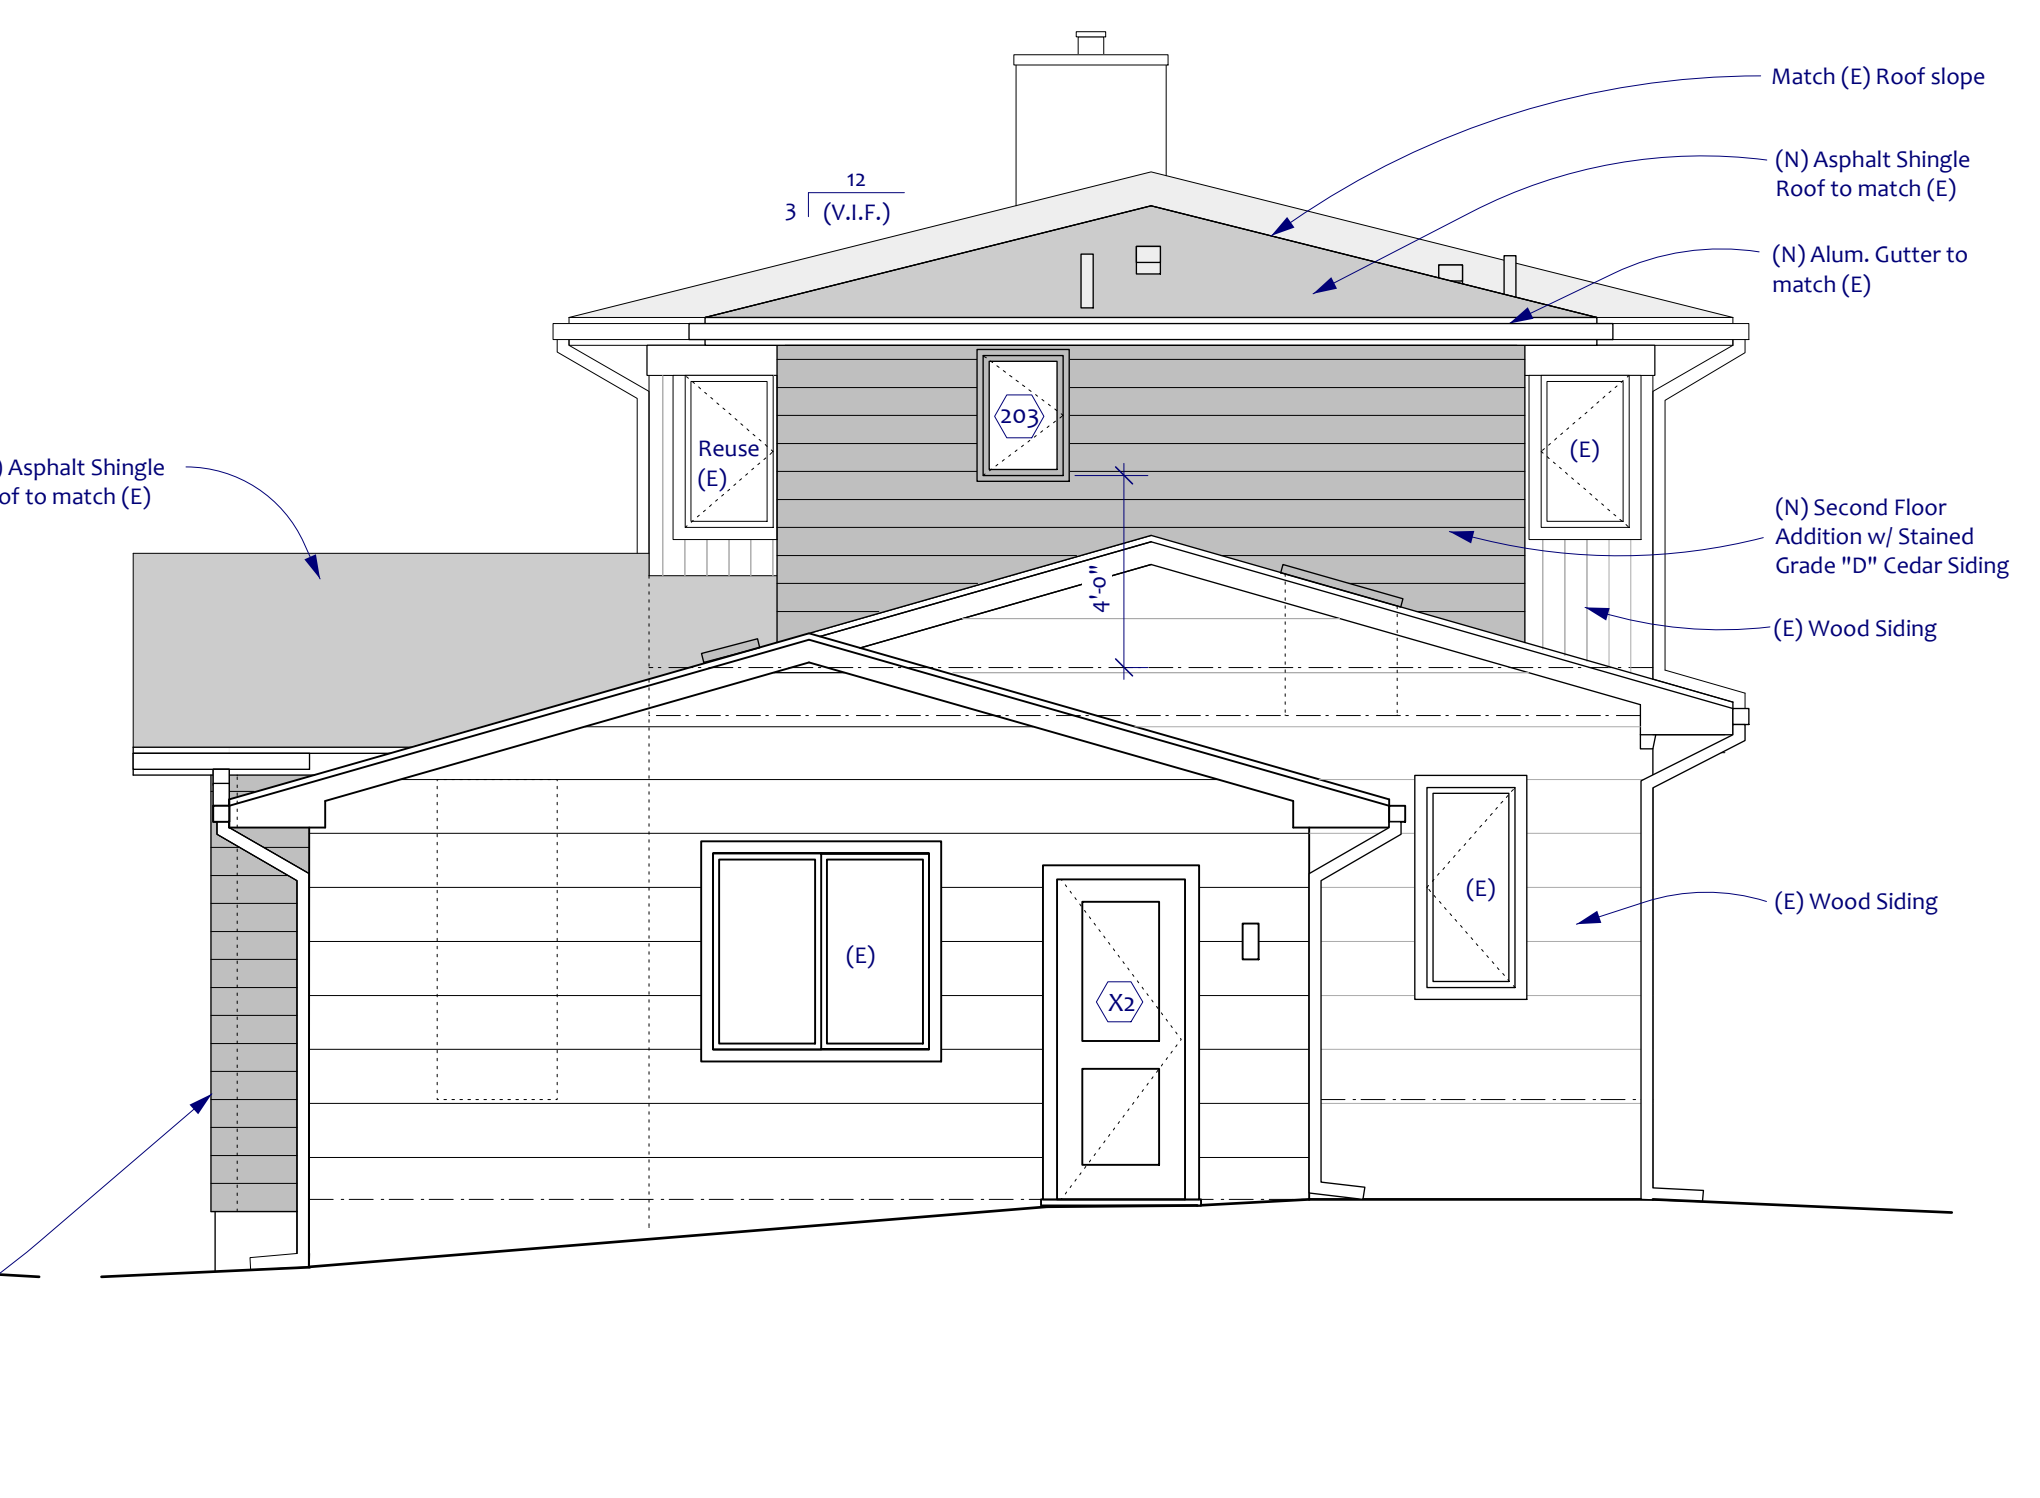 Match (E) Roof slope
(N) Asphalt Shingle
Roof to match (E)
12
3
(V.I.F.)
(N) Alum. Gutter to
match (E)
203
Reuse
(E)
(E)
) Asphalt Shingle
of to match (E)
(N) Second Floor
Addition w/ Stained
Grade "D" Cedar Siding
4'-0"
(E) Wood Siding
(E)
(E) Wood Siding
(E)
X2